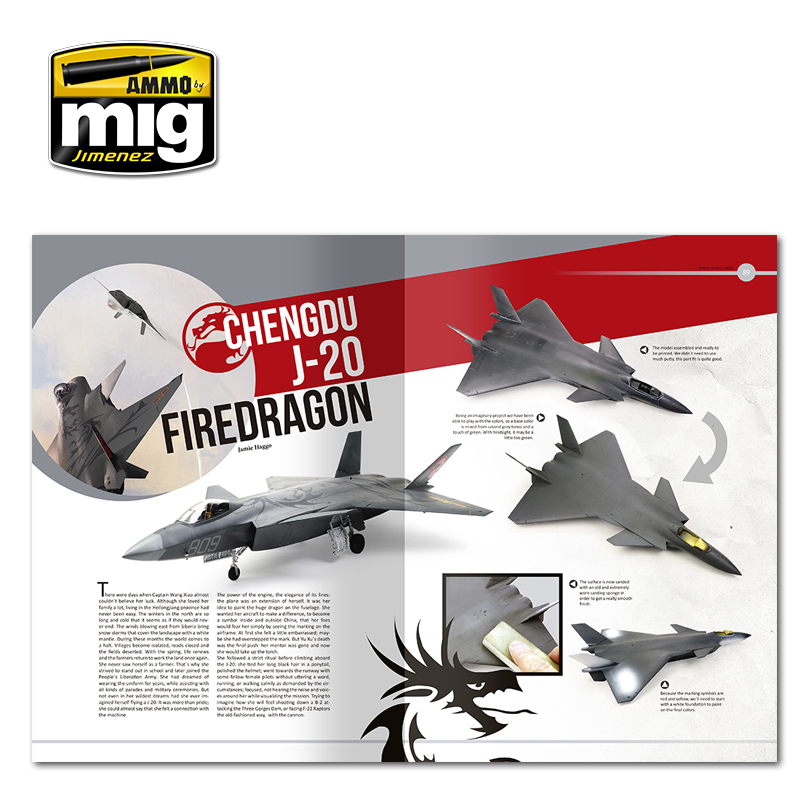 AMMO by
mig
Jimenez
89
CHENGDU
J-20
FIREDRAGON
Jamie Haggo
The model assembled and ready to
be primed. We didn´t need to use
much putty, the part fit is quite good.
Being an imaginary project we have been
able to play with the colors, so a base color
is mixed from several grey tones and a
touch of green. With hindsight, it may be a
little too green.
809
There were days when Captain Wang Xiao almost
couldn´t believe her luck. Although she loved her
family a lot, living in the Heilongjiang province had
never been easy. The winters in the north are so
long and cold that it seems as if they would nev-
er end. The winds blowing east from Siberia bring
snow storms that cover the landscape with a white
mantle. During these months the world comes to
a halt. Villages become isolated, roads closed and
the fields deserted. With the spring, life renews
and the farmers return to work the land once again.
She never saw herself as a farmer. That´s why she
strived to stand out in school and later joined the
People´s Liberation Army. She had dreamed of
wearing the uniform for years, while assisting with
all kinds of parades and military ceremonies. But
not even in her wildest dreams had she ever im-
agined herself flying a J-20. It was more than pride;
she could almost say that she felt a connection with
the machine.
The power of the engine, the elegance of its lines:
the plane was an extension of herself. It was her
idea to paint the huge dragon on the fuselage. She
wanted her aircraft to make a difference, to become
a symbol inside and outside China; that her foes
would fear her simply by seeing the marking on the
airframe. At first she felt a little embarrassed; may-
be she had overstepped the mark. But Yu Xu´s death
was the final push: her mentor was gone and now
she would take up the torch.
She followed a strict ritual before climbing aboard
the J-20: she tied her long black hair in a ponytail,
polished the helmet; went towards the runway with
some fellow female pilots without uttering a word,
running, or walking calmly as demanded by the cir-
cumstances; focused, not hearing the noise and voic-
es around her while visualizing the mission. Trying to
imagine how she will feel shooting down a B-2 at-
tacking the Three Gorges Dam, or facing F-22 Raptors
the old-fashioned way, with the cannon.
The surface is now sanded
with an old and extremely
worn sanding sponge in
order to get a really smooth
finish.
Because the marking symbols are
red and yellow, we´ll need to start
with a white foundation to paint
on the final colors.